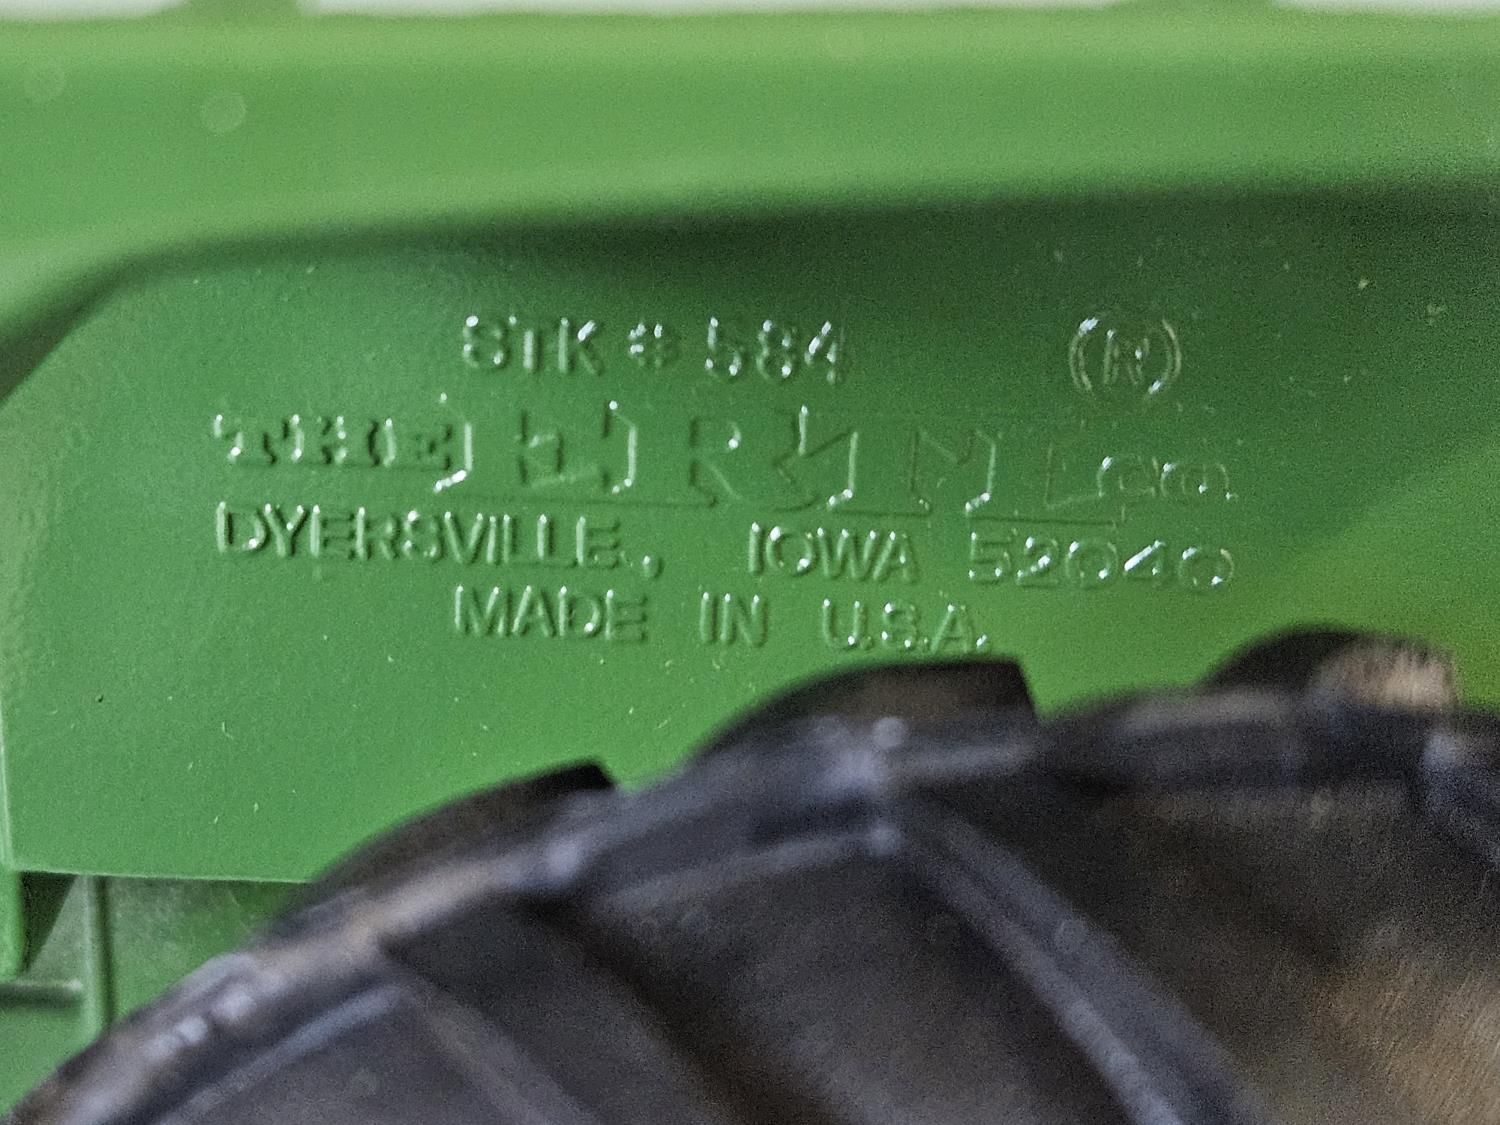 STK # 584 (R)
THE ERTL CO.
DYERSVILLE, IOWA 52040
MADE IN U.S.A.